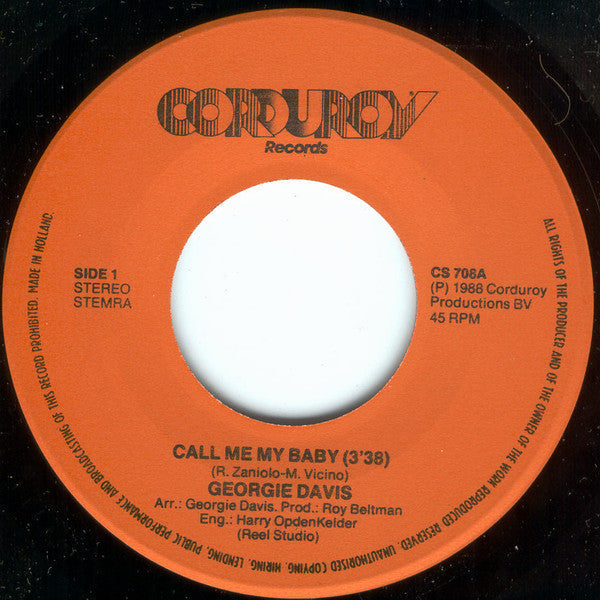 CORDUROY
Records
SIDE 1
STEREO
STEMRA
CS 708A
(P) 1988 Corduroy
Productions BV
45 RPM
CALL ME MY BABY (3'38)
(R. Zaniolo-M. Vicino)
GEORGIE DAVIS
Arr.: Georgie Davis. Prod.: Roy Beltman
Eng.: Harry OpdenKelder
(Reel Studio)
ALL RIGHTS OF THE PRODUCER AND OF THE OWNER OF THE WORK REPRODUCED RESERVED. UNAUTHORISED COPYING, HIRING, LENDING, PUBLIC PERFORMANCE AND BROADCASTING OF THIS RECORD PROHIBITED. MADE IN HOLLAND.